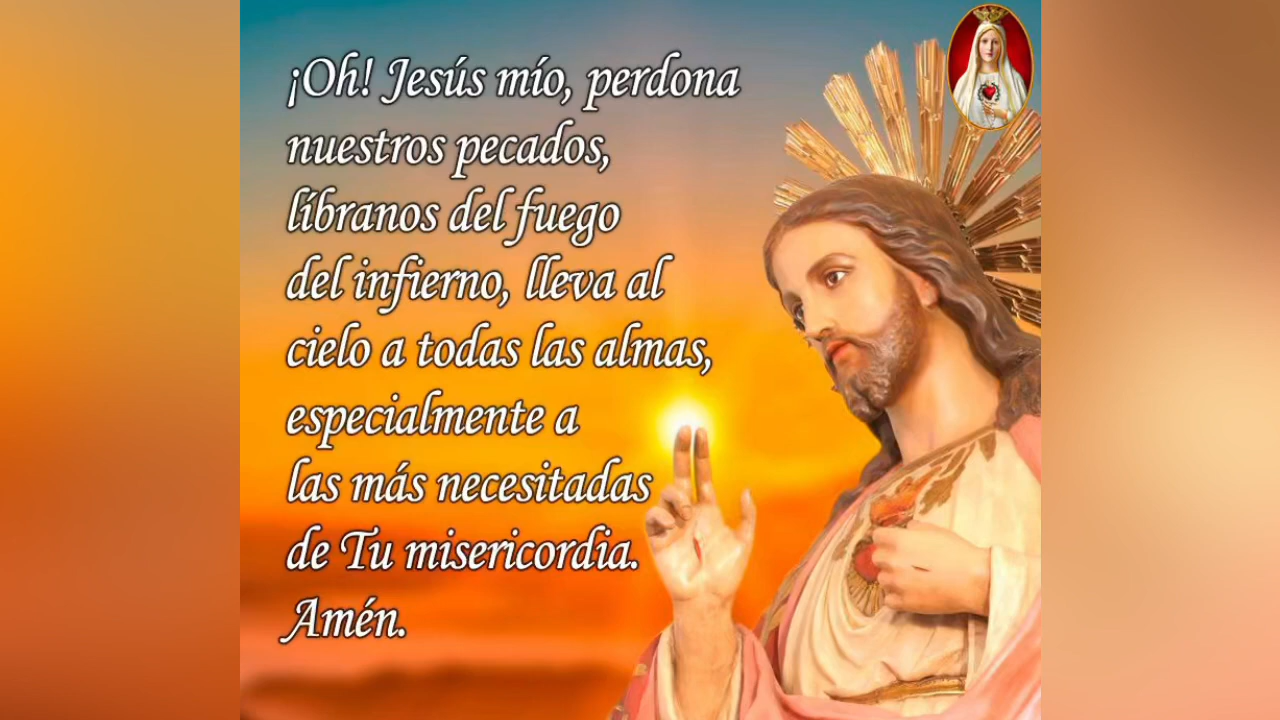 ¡Oh! Jesús mío, perdona
nuestros pecados,
líbranos del fuego
del infierno, lleva al
cielo a todas las almas,
especialmente a
las más necesitadas
de Tu misericordia.
Amén.